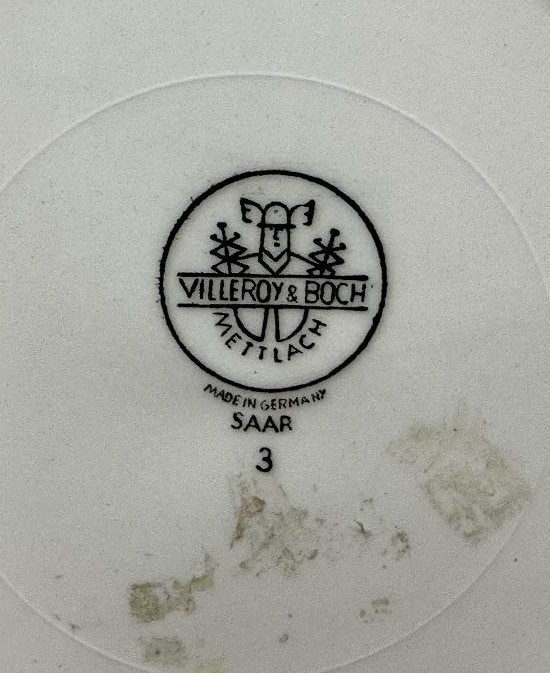 VILLEROY & BOCH
METTLACH
MADE IN GERMANY
SAAR
3